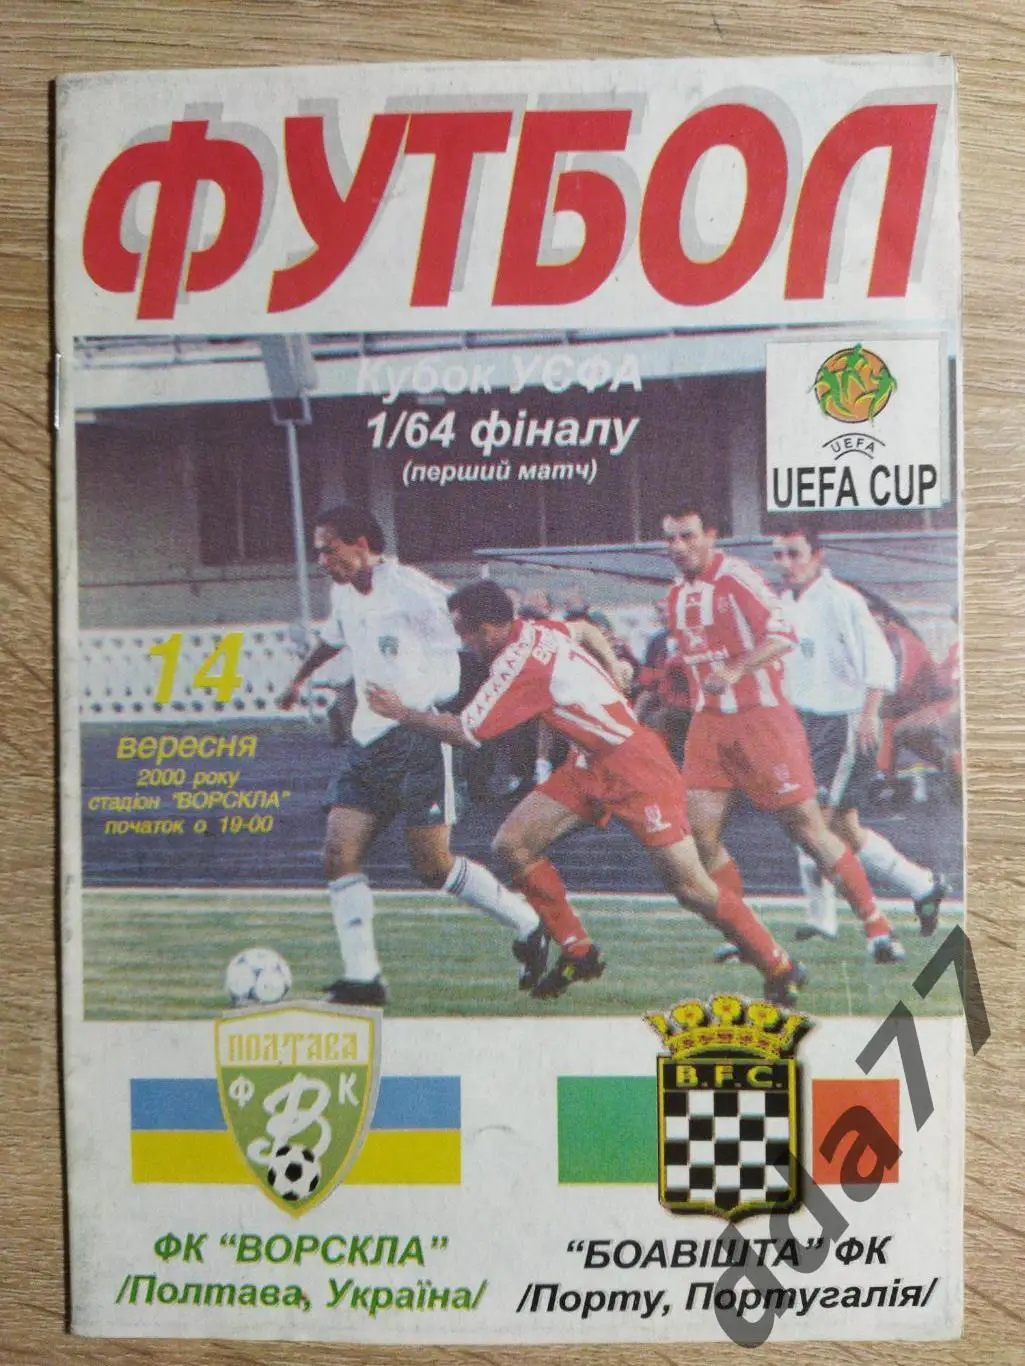 ФУТБОЛ
Кубок УЄФА
1/64 фіналу
(перший матч)
UEFA
UEFA CUP
14
вересня
2000 року
стадіон "ВОРСКЛА"
початок о 19-00
ПОЛТАВА
Ф К
В
B.F.C.
ФК "ВОРСКЛА"
/Полтава, Україна/
"БОАВІШТА" ФК
/Порту, Португалія/
dda77